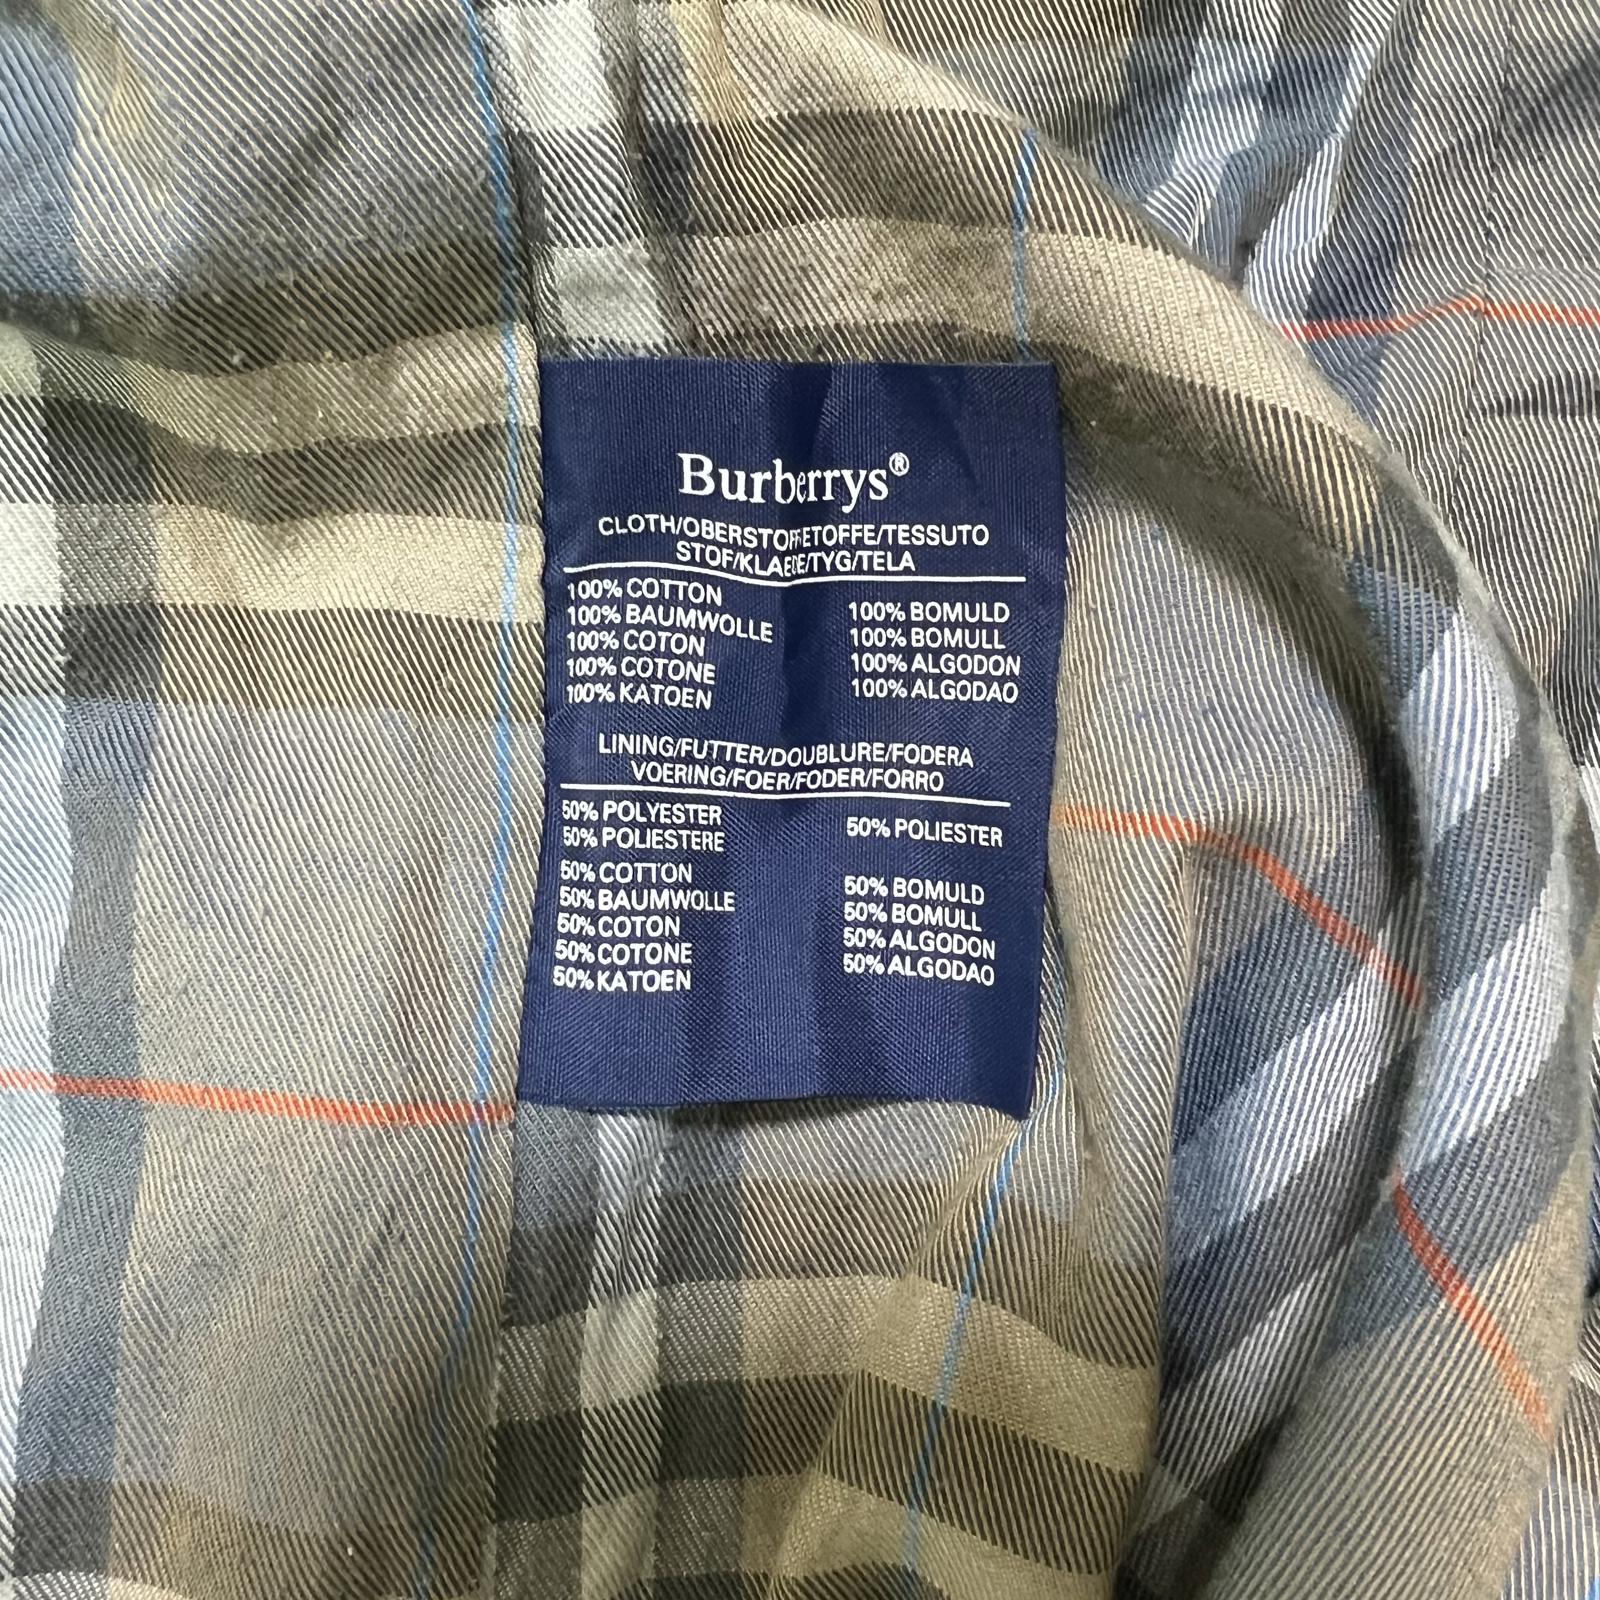 Burberrys®
CLOTH/OBERSTOFF/ETOFFE/TESSUTO
STOF/KLAEDE/TYG/TELA
100% COTTON
100% BAUMWOLLE
100% COTON
100% COTONE
100% KATOEN
100% BOMULD
100% BOMULL
100% ALGODON
100% ALGODAO
LINING/FUTTER/DOUBLURE/FODERA
VOERING/FOER/FODER/FORRO
50% POLYESTER
50% POLIESTERE
50% POLIESTER
50% COTTON
50% BAUMWOLLE
50% COTON
50% COTONE
50% KATOEN
50% BOMULD
50% BOMULL
50% ALGODON
50% ALGODAO